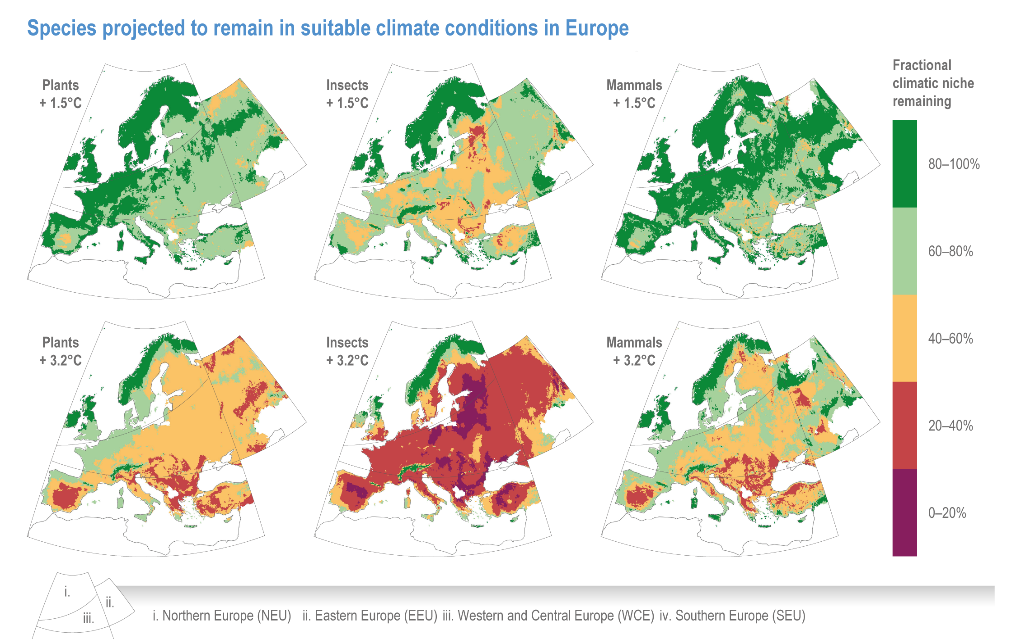 Species projected to remain in suitable climate conditions in Europe
Plants
+ 1.5°C
Insects
+ 1.5°C
Mammals
+ 1.5°C
Fractional
climatic niche
remaining
80–100%
60–80%
40–60%
20–40%
0–20%
Plants
+ 3.2°C
Insects
+ 3.2°C
Mammals
+ 3.2°C
i.
ii.
iii.
i. Northern Europe (NEU) ii. Eastern Europe (EEU) iii. Western and Central Europe (WCE) iv. Southern Europe (SEU)